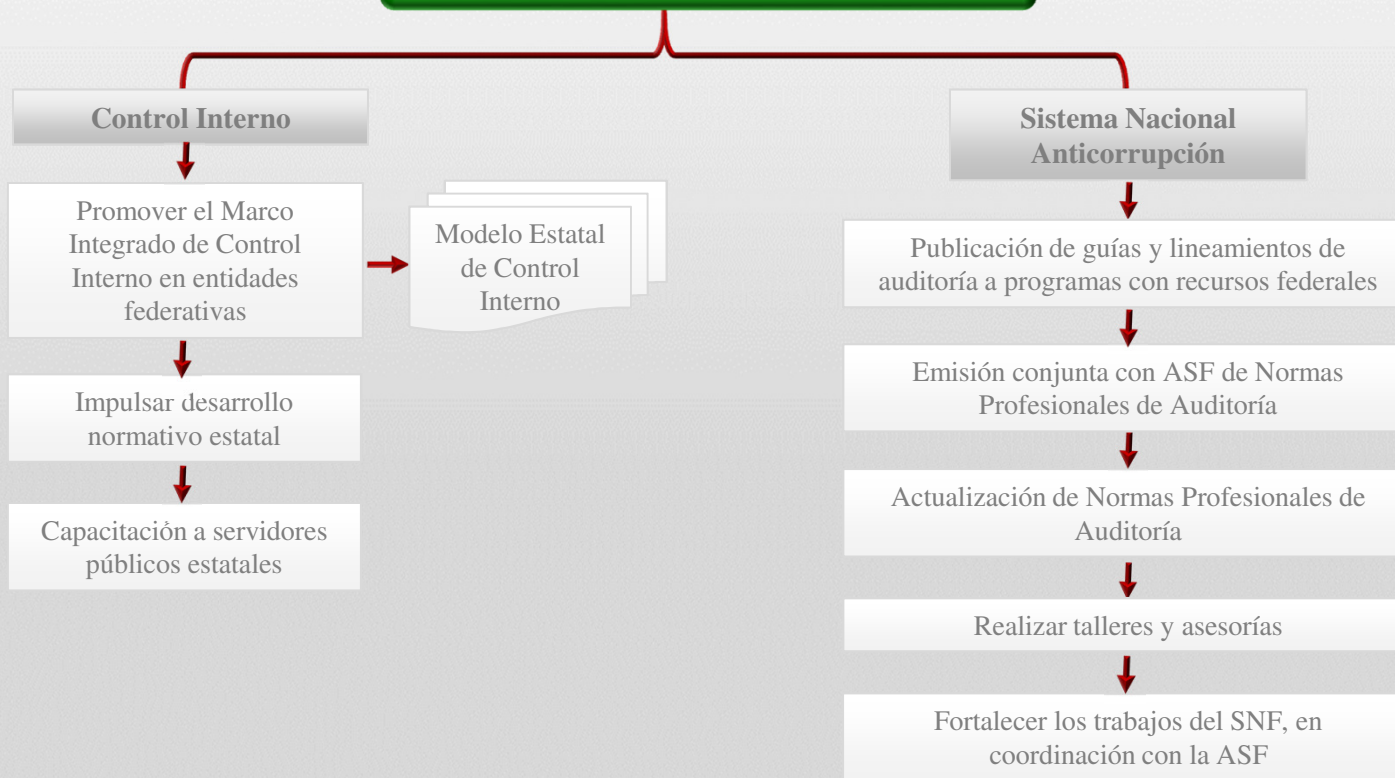 Control Interno
Promover el Marco
Integrado de Control
Interno en entidades
federativas
Modelo Estatal
de Control
Interno
Impulsar desarrollo
normativo estatal
Capacitación a servidores
públicos estatales
Sistema Nacional
Anticorrupción
Publicación de guías y lineamientos de
auditoría a programas con recursos federales
Emisión conjunta con ASF de Normas
Profesionales de Auditoría
Actualización de Normas Profesionales de
Auditoría
Realizar talleres y asesorías
Fortalecer los trabajos del SNF, en
coordinación con la ASF